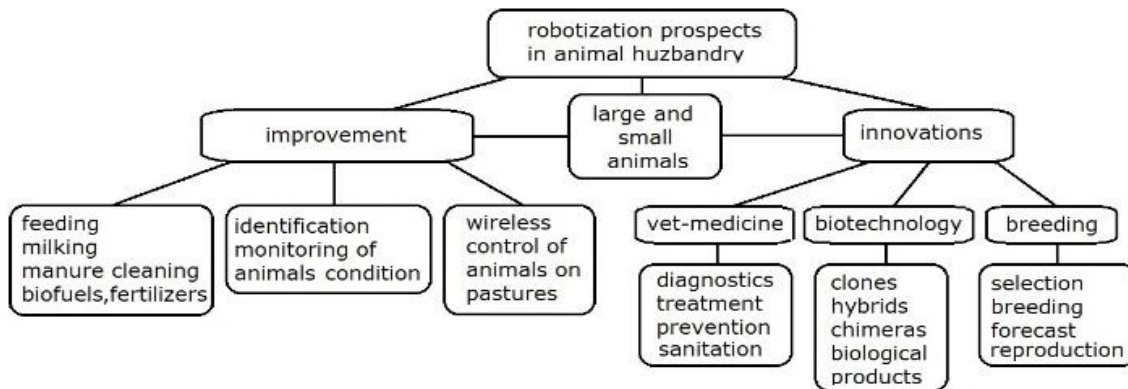 robotization prospects
in animal huzbandry
improvement
large and
small
animals
innovations
feeding
milking
manure cleaning
biofuels,fertilizers
identification
monitoring of
animals condition
wireless
control of
animals on
pastures
vet-medicine
biotechnology
breeding
diagnostics
treatment
prevention
sanitation
clones
hybrids
chimeras
biological
products
selection
breeding
forecast
reproduction